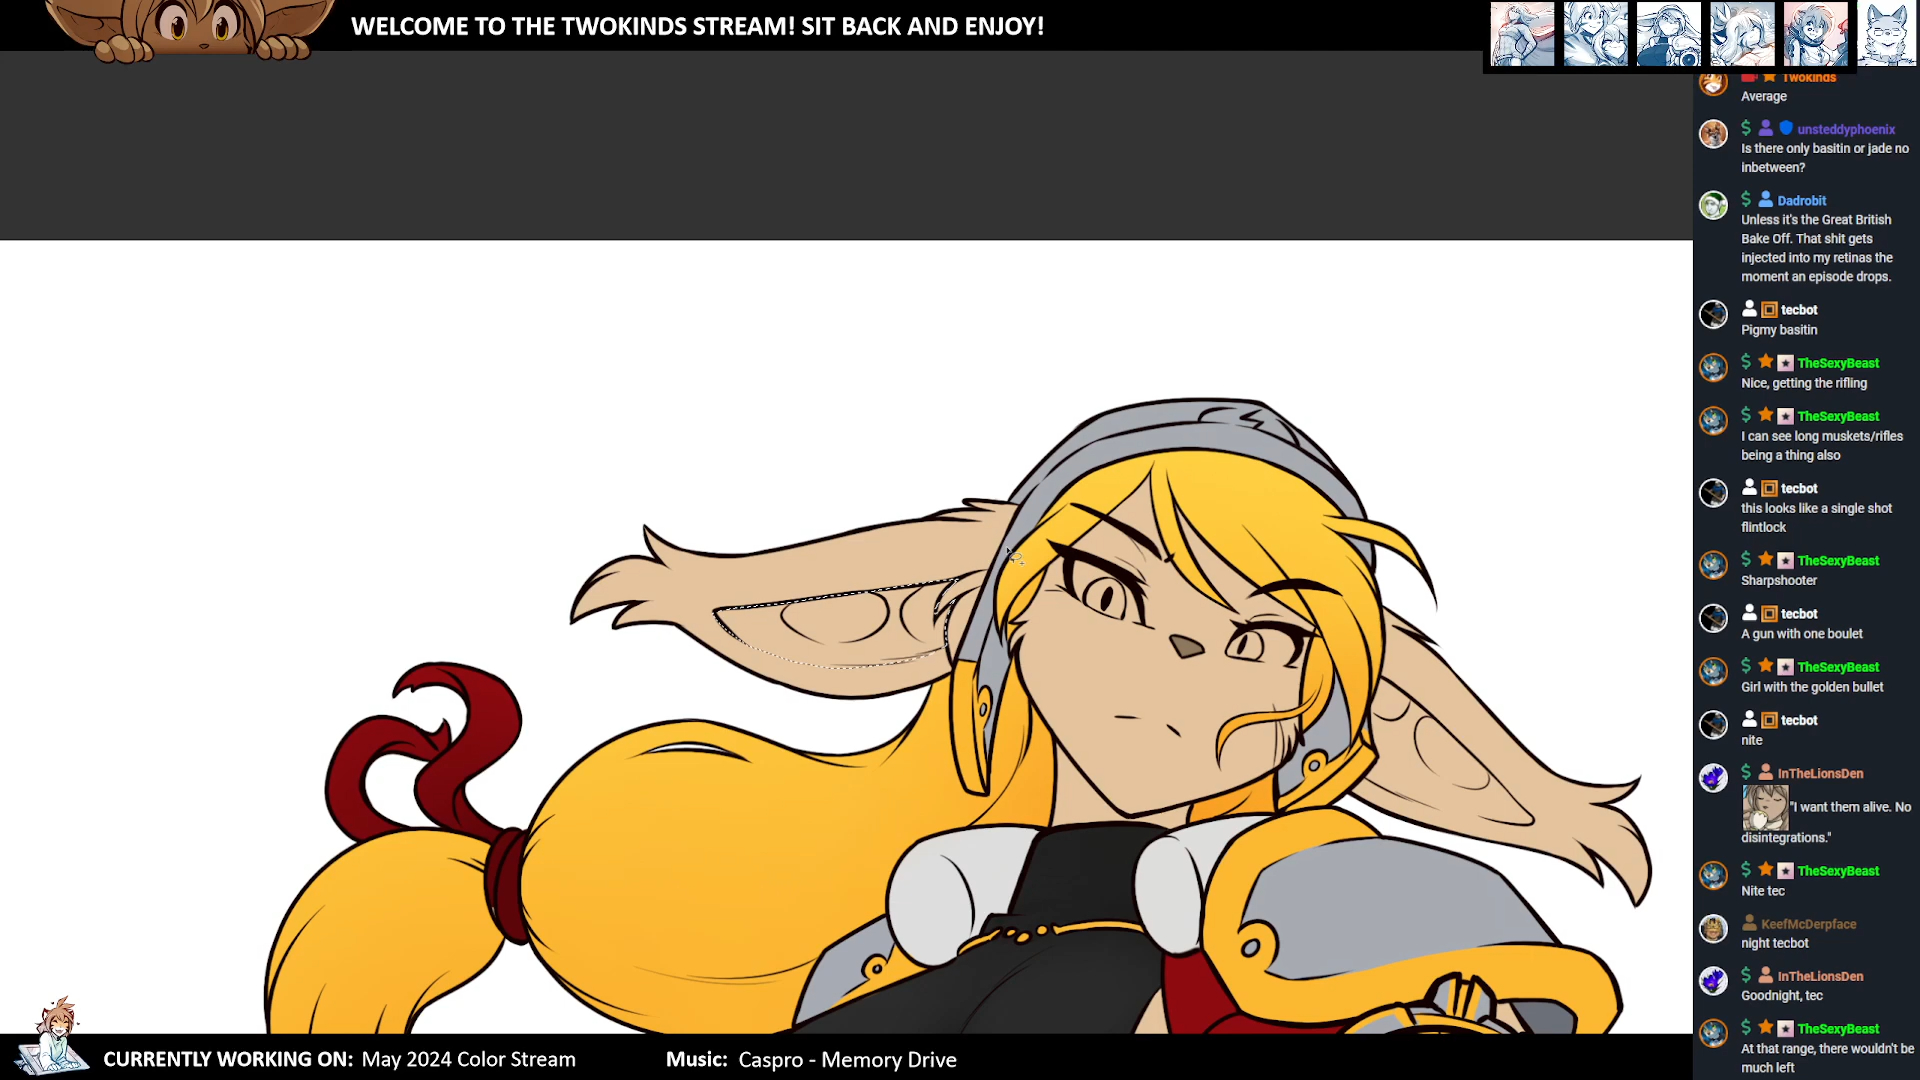 WELCOME TO THE TWOKINDS STREAM! SIT BACK AND ENJOY!
Twokinds
Average
unsteddyphoenix
Is there only basitin or jade no
inbetween?
Dadrobit
Unless it's the Great British
Bake Off. That shit gets
injected into my retinas the
moment an episode drops.
tecbot
Pigmy basitin
TheSexyBeast
Nice, getting the rifling
TheSexyBeast
I can see long muskets/rifles
being a thing also
tecbot
this looks like a single shot
flintlock
TheSexyBeast
Sharpshooter
tecbot
A gun with one boulet
TheSexyBeast
Girl with the golden bullet
tecbot
nite
InTheLionsDen
"I want them alive. No
disintegrations."
TheSexyBeast
Nite tec
KeefMcDerpface
night tecbot
InTheLionsDen
Goodnight, tec
TheSexyBeast
At that range, there wouldn't be
much left
CURRENTLY WORKING ON: May 2024 Color Stream
Music: Caspro - Memory Drive